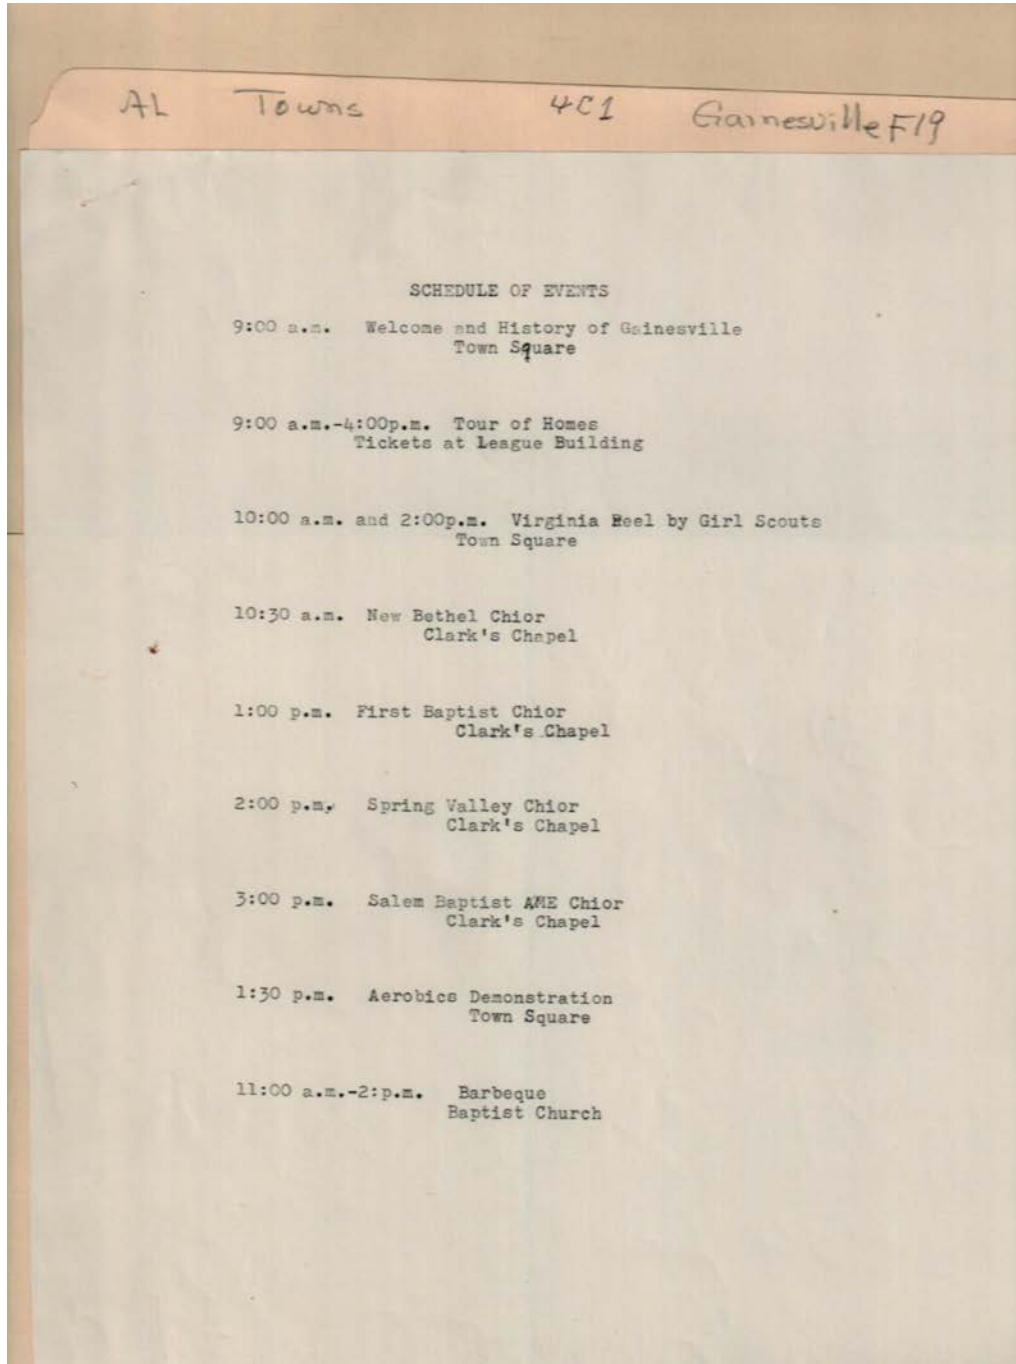 AL Towns 4C1 Gainesville F19
SCHEDULE OF EVENTS
9:00 a.m. Welcome and History of Gainesville
Town Square
9:00 a.m.-4:00p.m. Tour of Homes
Tickets at League Building
10:00 a.m. and 2:00p.m. Virginia Reel by Girl Scouts
Town Square
10:30 a.m. New Bethel Chior
Clark's Chapel
1:00 p.m. First Baptist Chior
Clark's Chapel
2:00 p.m, Spring Valley Chior
Clark's Chapel
3:00 p.m. Salem Baptist AME Chior
Clark's Chapel
1:30 p.m. Aerobics Demonstration
Town Square
11:00 a.m.-2:p.m. Barbeque
Baptist Church